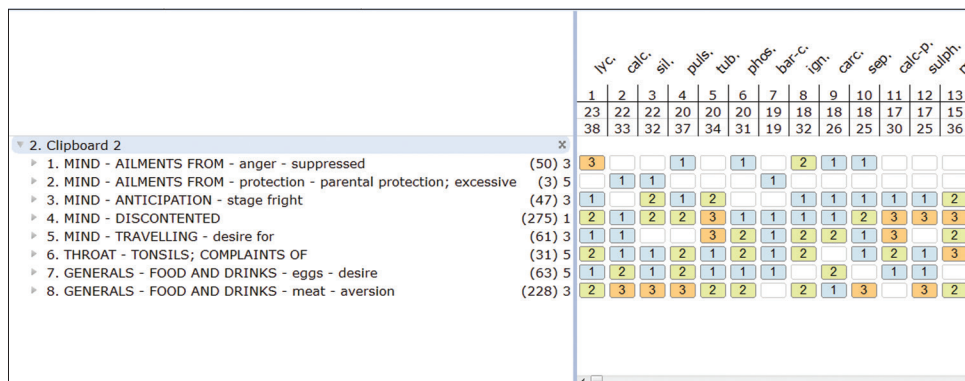 lyc. calc. sil. puls. tub. phos. bar-c. ign. carc. sep. calc-p. sulph.
1 2 3 4 5 6 7 8 9 10 11 12 13
23 22 22 20 20 20 19 18 18 18 17 17 15
38 33 32 37 34 31 19 32 26 25 30 25 36
2. Clipboard 2 x
1. MIND - AILMENTS FROM - anger - suppressed (50) 3 3 1 1 2 1 1
2. MIND - AILMENTS FROM - protection - parental protection; excessive (3) 5 1 1 1
3. MIND - ANTICIPATION - stage fright (47) 3 1 2 1 2 1 1 1 1 1 2
4. MIND - DISCONTENTED (275) 1 2 1 2 2 3 1 1 1 1 2 3 3 3
5. MIND - TRAVELLING - desire for (61) 3 1 1 3 2 1 2 2 1 3 2
6. THROAT - TONSILS; COMPLAINTS OF (31) 5 2 1 1 2 1 2 1 2 1 2 1 3
7. GENERALS - FOOD AND DRINKS - eggs - desire (63) 5 1 2 1 2 1 1 1 2 1 1
8. GENERALS - FOOD AND DRINKS - meat - aversion (228) 3 2 3 3 3 2 2 2 1 3 3 2